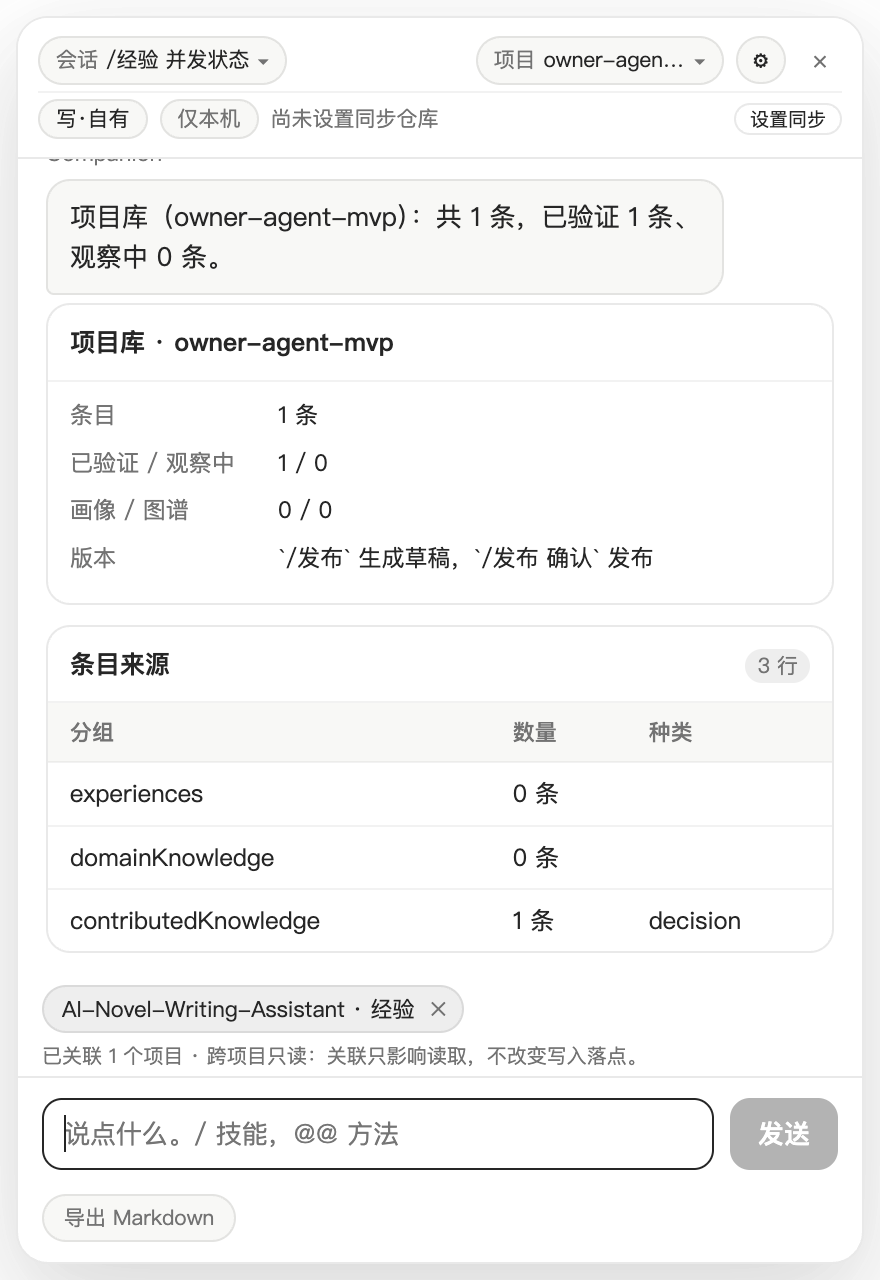 会话 /经验 并发状态
项目 owner-agen...
写·自有 仅本机 尚未设置同步仓库 设置同步
项目库（owner-agent-mvp）：共 1 条，已验证 1 条、
观察中 0 条。
项目库 · owner-agent-mvp
条目 1 条
已验证 / 观察中 1 / 0
画像 / 图谱 0 / 0
版本 `/发布` 生成草稿，`/发布 确认` 发布
条目来源 3 行
分组 数量 种类
experiences 0 条
domainKnowledge 0 条
contributedKnowledge 1 条 decision
AI-Novel-Writing-Assistant · 经验
已关联 1 个项目 · 跨项目只读：关联只影响读取，不改变写入落点。
说点什么。/ 技能，@@ 方法
发送
导出 Markdown